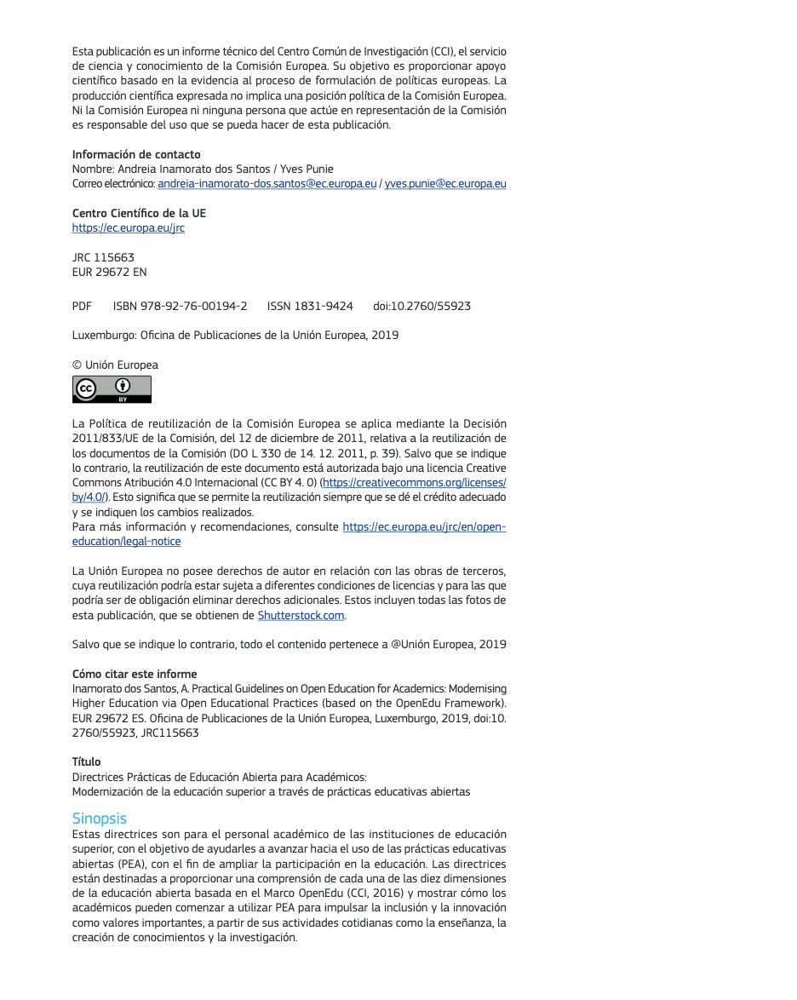 Esta publicación es un informe técnico del Centro Común de Investigación (CCI), el servicio
de ciencia y conocimiento de la Comisión Europea. Su objetivo es proporcionar apoyo
científico basado en la evidencia al proceso de formulación de políticas europeas. La
producción científica expresada no implica una posición política de la Comisión Europea.
Ni la Comisión Europea ni ninguna persona que actúe en representación de la Comisión
es responsable del uso que se pueda hacer de esta publicación.
Información de contacto
Nombre: Andreia Inamorato dos Santos / Yves Punie
Correo electrónico: andreia-inamorato-dos.santos@ec.europa.eu / yves.punie@ec.europa.eu
Centro Científico de la UE
https://ec.europa.eu/jrc
JRC 115663
EUR 29672 EN
PDF ISBN 978-92-76-00194-2 ISSN 1831-9424 doi:10.2760/55923
Luxemburgo: Oficina de Publicaciones de la Unión Europea, 2019
© Unión Europea
cc BY
La Política de reutilización de la Comisión Europea se aplica mediante la Decisión
2011/833/UE de la Comisión, del 12 de diciembre de 2011, relativa a la reutilización de
los documentos de la Comisión (DO L 330 de 14. 12. 2011, p. 39). Salvo que se indique
lo contrario, la reutilización de este documento está autorizada bajo una licencia Creative
Commons Atribución 4.0 Internacional (CC BY 4. 0) (https://creativecommons.org/licenses/
by/4.0/). Esto significa que se permite la reutilización siempre que se dé el crédito adecuado
y se indiquen los cambios realizados.
Para más información y recomendaciones, consulte https://ec.europa.eu/jrc/en/open-
education/legal-notice
La Unión Europea no posee derechos de autor en relación con las obras de terceros,
cuya reutilización podría estar sujeta a diferentes condiciones de licencias y para las que
podría ser de obligación eliminar derechos adicionales. Estos incluyen todas las fotos de
esta publicación, que se obtienen de Shutterstock.com.
Salvo que se indique lo contrario, todo el contenido pertenece a @Unión Europea, 2019
Cómo citar este informe
Inamorato dos Santos, A. Practical Guidelines on Open Education for Academics: Modernising
Higher Education via Open Educational Practices (based on the OpenEdu Framework).
EUR 29672 ES. Oficina de Publicaciones de la Unión Europea, Luxemburgo, 2019, doi:10.
2760/55923, JRC115663
Título
Directrices Prácticas de Educación Abierta para Académicos:
Modernización de la educación superior a través de prácticas educativas abiertas
Sinopsis
Estas directrices son para el personal académico de las instituciones de educación
superior, con el objetivo de ayudarles a avanzar hacia el uso de las prácticas educativas
abiertas (PEA), con el fin de ampliar la participación en la educación. Las directrices
están destinadas a proporcionar una comprensión de cada una de las diez dimensiones
de la educación abierta basada en el Marco OpenEdu (CCI, 2016) y mostrar cómo los
académicos pueden comenzar a utilizar PEA para impulsar la inclusión y la innovación
como valores importantes, a partir de sus actividades cotidianas como la enseñanza, la
creación de conocimientos y la investigación.